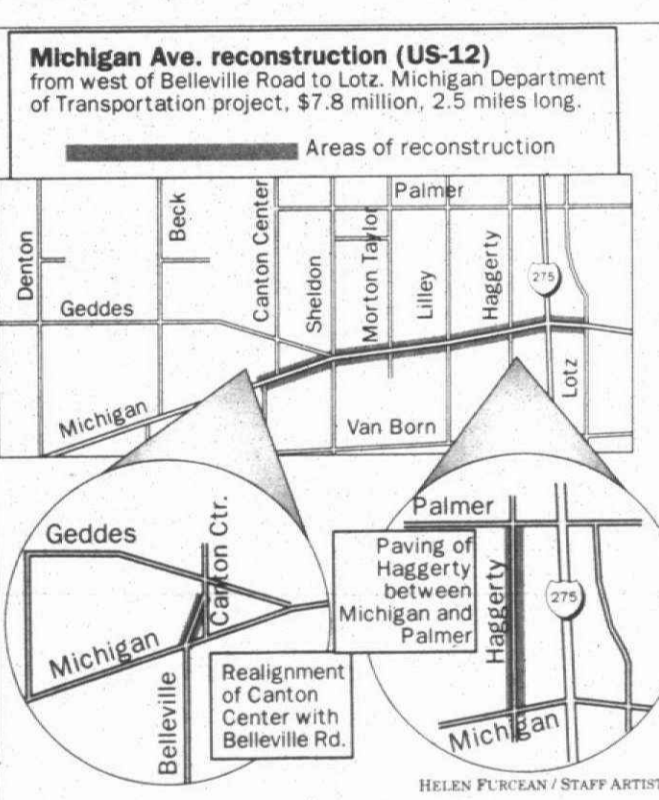 Michigan Ave. reconstruction (US-12)
from west of Belleville Road to Lotz. Michigan Department
of Transportation project, $7.8 million, 2.5 miles long.
Areas of reconstruction
Palmer
Denton
Beck
Canton Center
Sheldon
Morton Taylor
Lilley
Haggerty
275
Geddes
Lotz
Michigan
Van Born
Geddes
Canton Ctr.
Michigan
Belleville
Realignment
of Canton
Center with
Belleville Rd.
Palmer
Paving of
Haggerty
between
Michigan and
Palmer
Haggerty
275
Michigan
HELEN FURCEAN / STAFF ARTIST